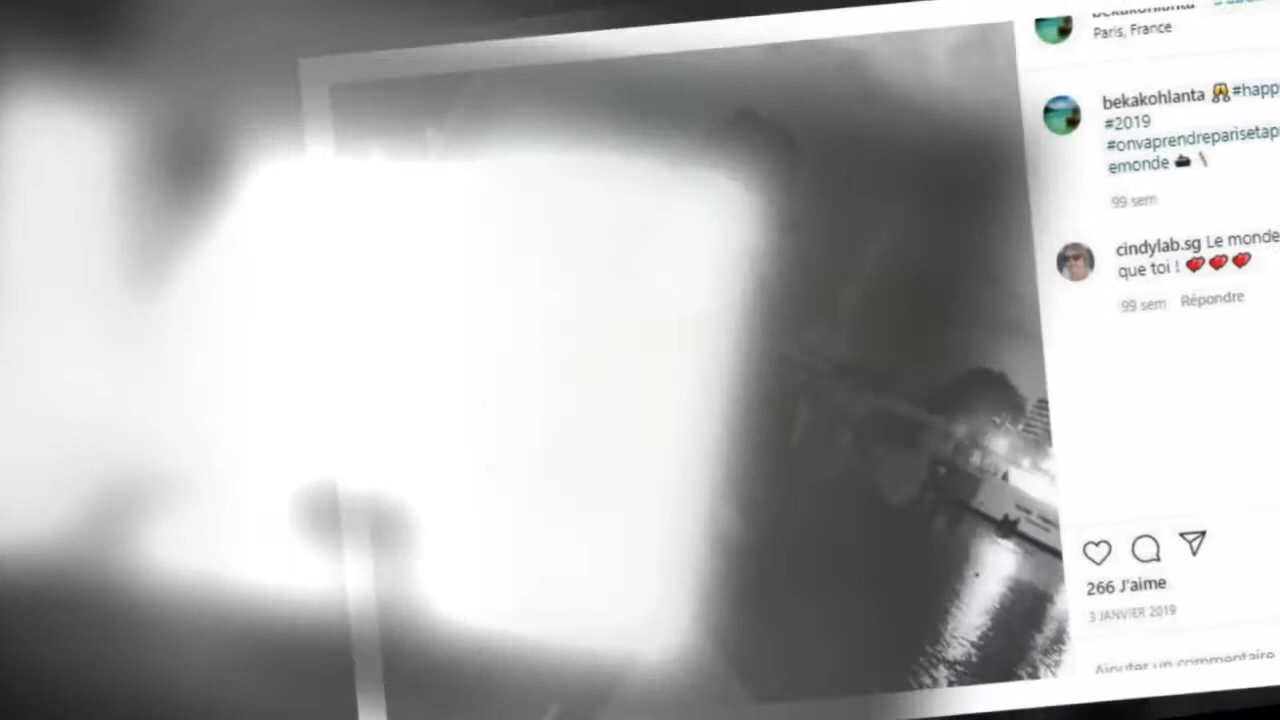 bekakohlanta
Paris, France
bekakohlanta #happ
#2019
#onvaprendreparisetap
emonde
99 sem
cindylab.sg Le monde
que toi !
99 sem Répondre
266 J'aime
3 JANVIER 2019
Ajouter un commentaire